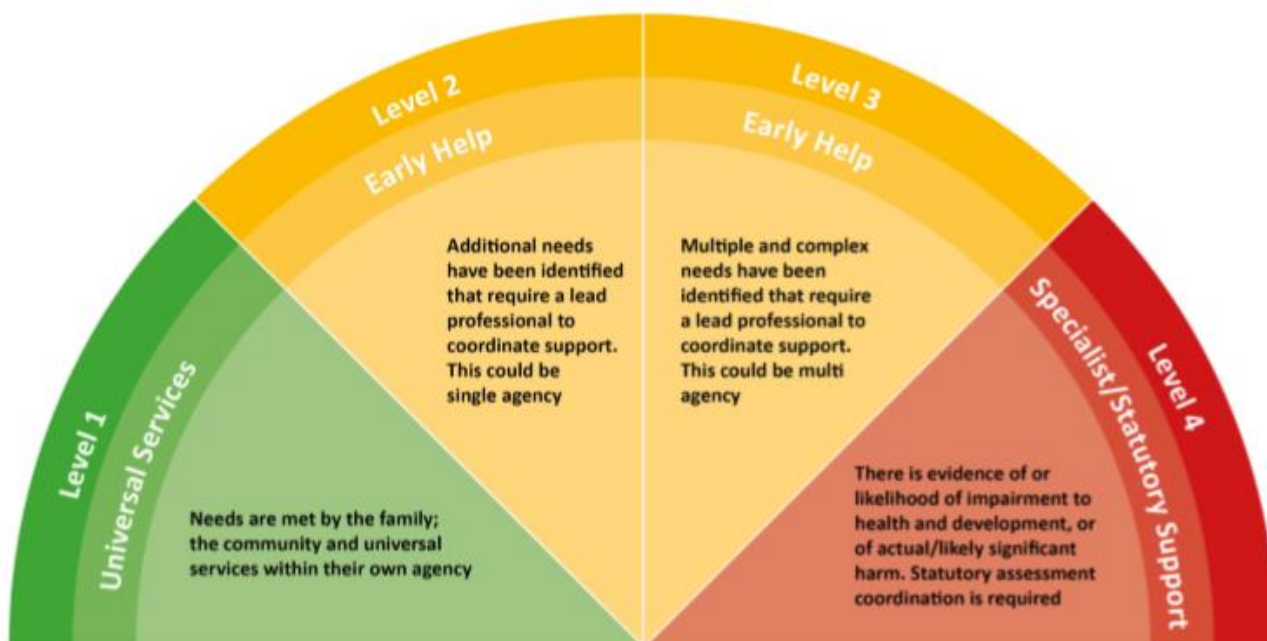 Level 1
Universal Services
Needs are met by the family;
the community and universal
services within their own agency
Level 2
Early Help
Additional needs
have been identified
that require a lead
professional to
coordinate support.
This could be
single agency
Level 3
Early Help
Multiple and complex
needs have been
identified that require
a lead professional to
coordinate support.
This could be multi
agency
Level 4
Specialist/Statutory Support
There is evidence of or
likelihood of impairment to
health and development, or
of actual/likely significant
harm. Statutory assessment
coordination is required